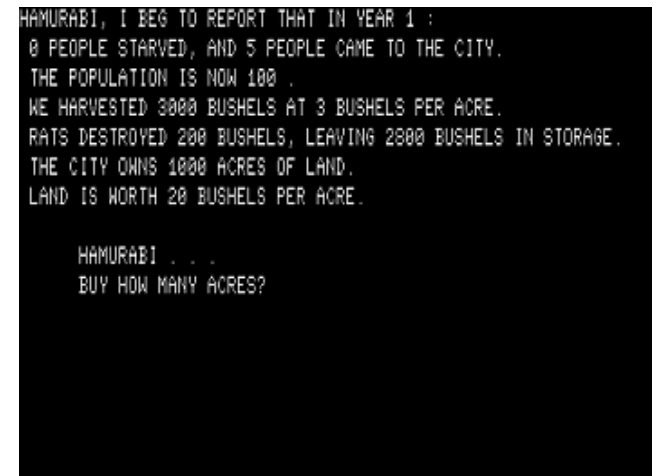 HAMURABI, I BEG TO REPORT THAT IN YEAR 1 :
0 PEOPLE STARVED, AND 5 PEOPLE CAME TO THE CITY.
THE POPULATION IS NOW 100 .
WE HARVESTED 3000 BUSHELS AT 3 BUSHELS PER ACRE.
RATS DESTROYED 200 BUSHELS, LEAVING 2800 BUSHELS IN STORAGE.
THE CITY OWNS 1000 ACRES OF LAND.
LAND IS WORTH 20 BUSHELS PER ACRE.
HAMURABI . . .
BUY HOW MANY ACRES?